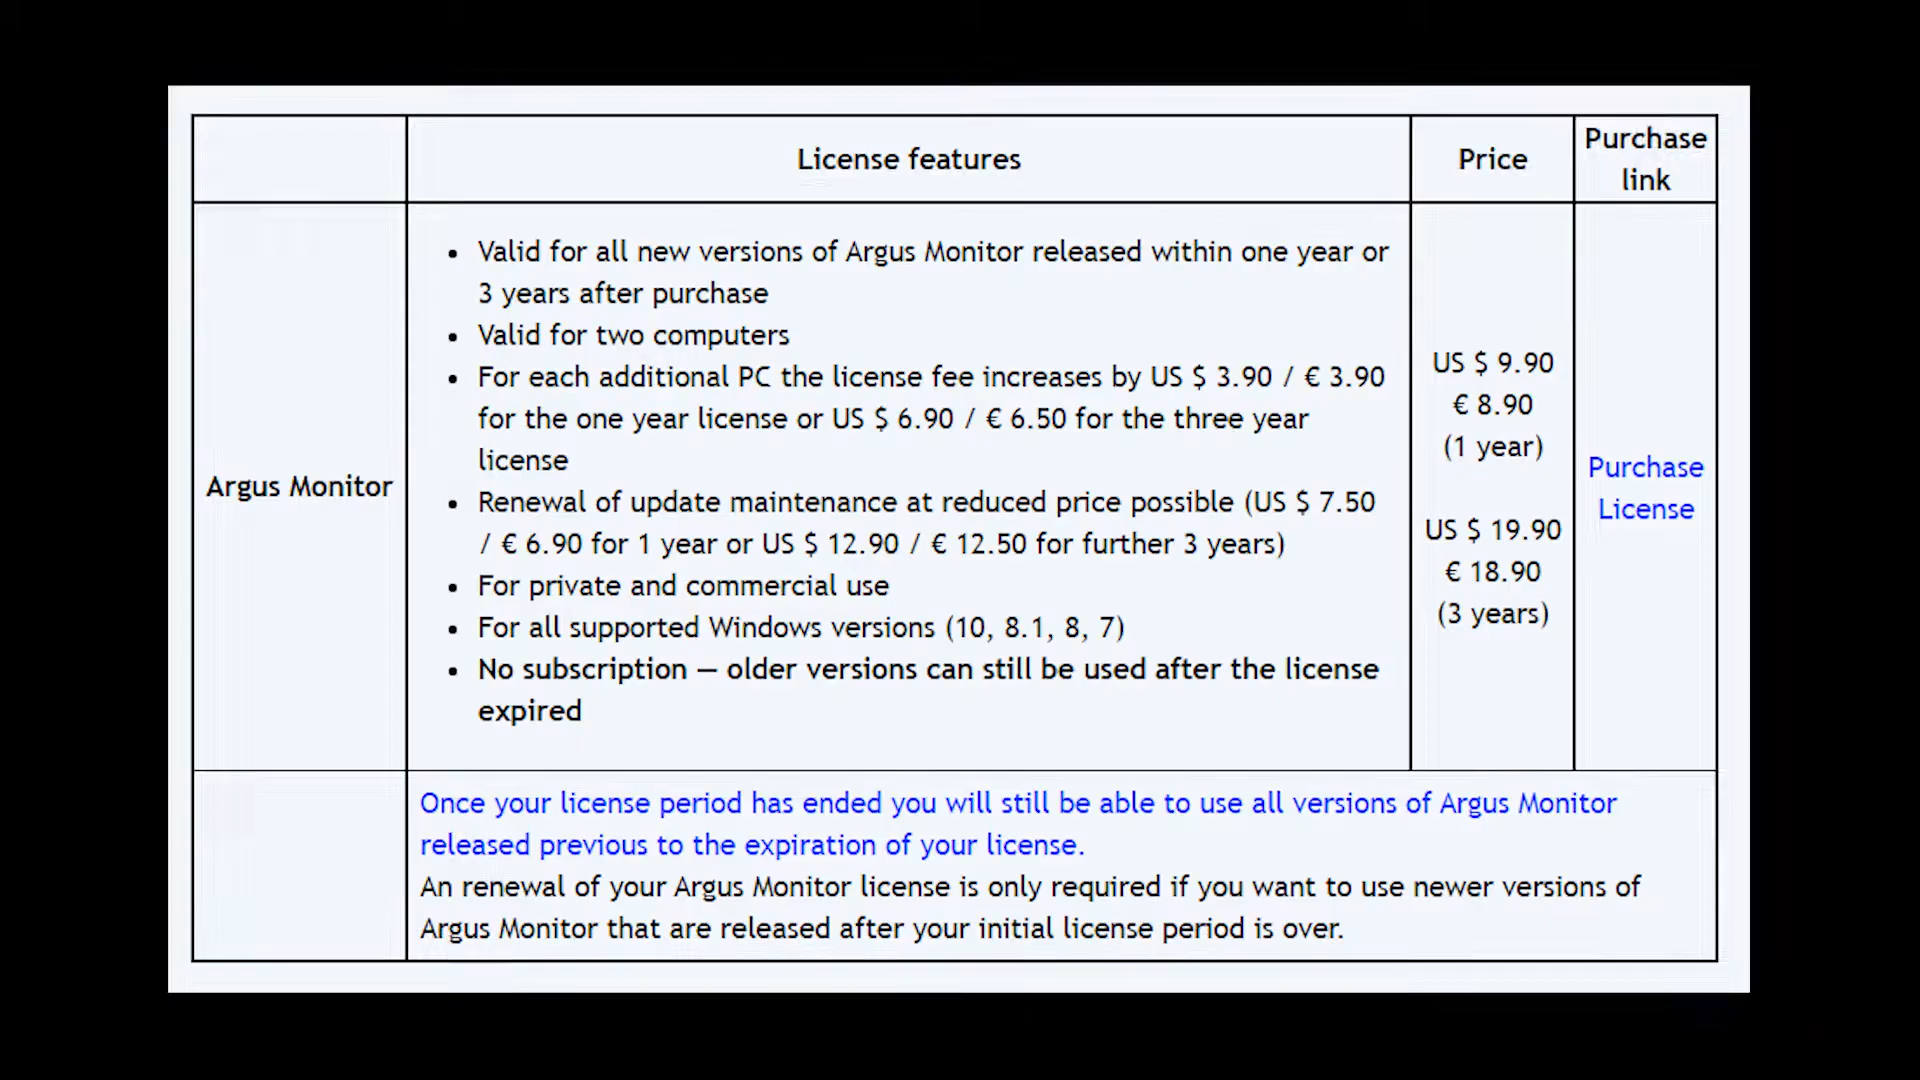 License features
Price
Purchase
link
Argus Monitor
• Valid for all new versions of Argus Monitor released within one year or
3 years after purchase
• Valid for two computers
• For each additional PC the license fee increases by US $ 3.90 / € 3.90
for the one year license or US $ 6.90 / € 6.50 for the three year
license
• Renewal of update maintenance at reduced price possible (US $ 7.50
/ € 6.90 for 1 year or US $ 12.90 / € 12.50 for further 3 years)
• For private and commercial use
• For all supported Windows versions (10, 8.1, 8, 7)
• No subscription — older versions can still be used after the license
expired
US $ 9.90
€ 8.90
(1 year)
US $ 19.90
€ 18.90
(3 years)
Purchase
License
Once your license period has ended you will still be able to use all versions of Argus Monitor
released previous to the expiration of your license.
An renewal of your Argus Monitor license is only required if you want to use newer versions of
Argus Monitor that are released after your initial license period is over.